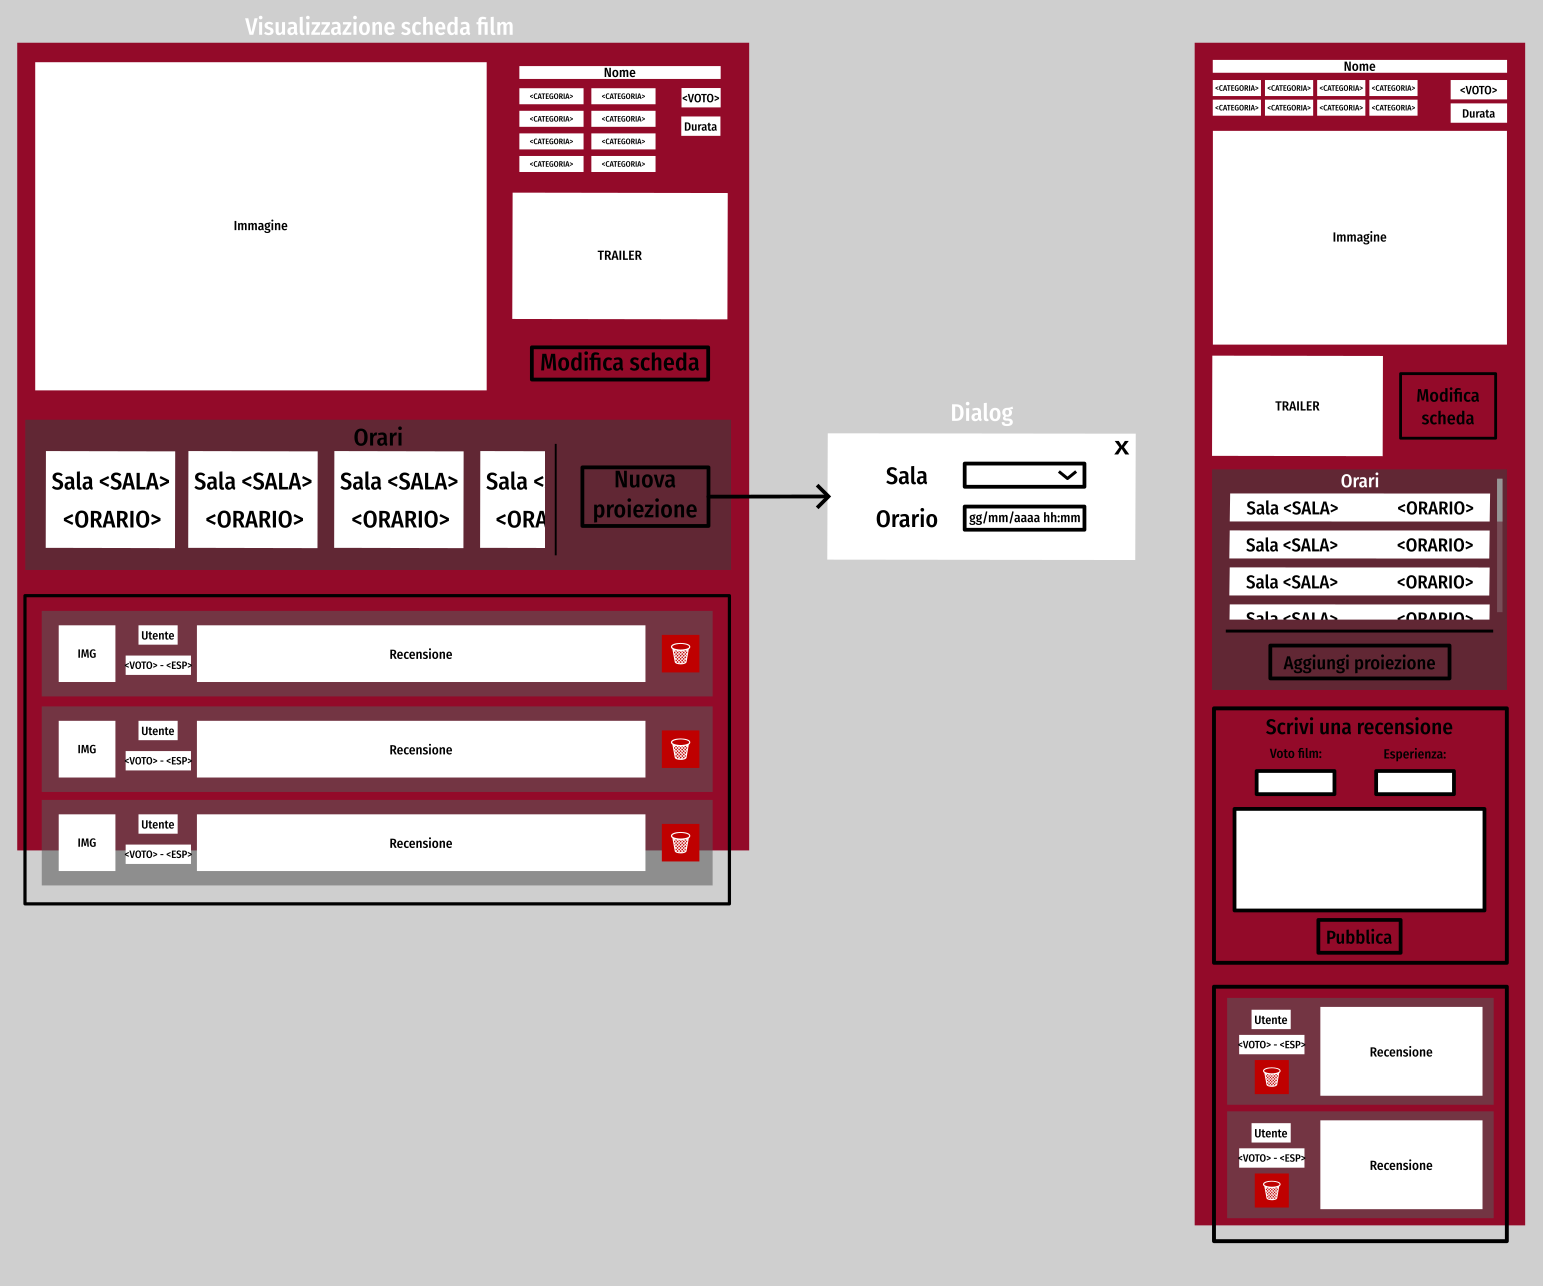 Visualizzazione scheda film
Nome
<CATEGORIA> <CATEGORIA> <VOTO>
<CATEGORIA> <CATEGORIA> Durata
<CATEGORIA> <CATEGORIA>
<CATEGORIA> <CATEGORIA>
Immagine
TRAILER
Modifica scheda
Orari
Sala <SALA> Sala <SALA> Sala <SALA> Sala <
<ORARIO> <ORARIO> <ORARIO> <ORA
Nuova
proiezione
IMG
Utente
<VOTO> - <ESP>
Recensione
IMG
Utente
<VOTO> - <ESP>
Recensione
IMG
Utente
<VOTO> - <ESP>
Recensione
Dialog
X
Sala
Orario gg/mm/aaaa hh:mm
Nome
<CATEGORIA> <CATEGORIA> <CATEGORIA> <CATEGORIA> <VOTO>
<CATEGORIA> <CATEGORIA> <CATEGORIA> <CATEGORIA> Durata
Immagine
TRAILER
Modifica
scheda
Orari
Sala <SALA> <ORARIO>
Sala <SALA> <ORARIO>
Sala <SALA> <ORARIO>
Sala <SALA> <ORARIO>
Aggiungi proiezione
Scrivi una recensione
Voto film: Esperienza:
Pubblica
Utente
<VOTO> - <ESP>
Recensione
Utente
<VOTO> - <ESP>
Recensione